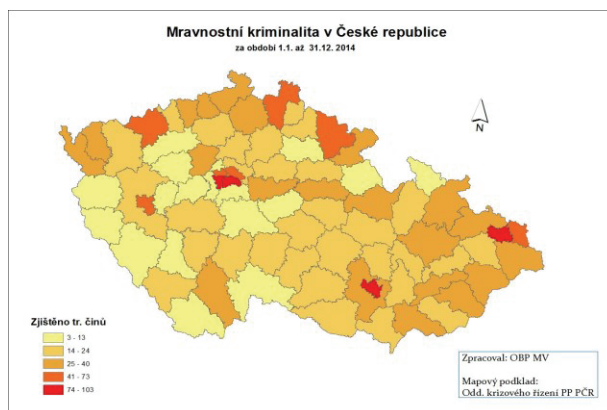 Mravnostní kriminalita v České republice
za období 1.1. až 31.12. 2014
N
Zjištěno tr. činů
3 - 13
14 - 24
25 - 40
41 - 73
74 - 103
Zpracoval: OBP MV
Mapový podklad:
Odd. krizového řízení PP PČR